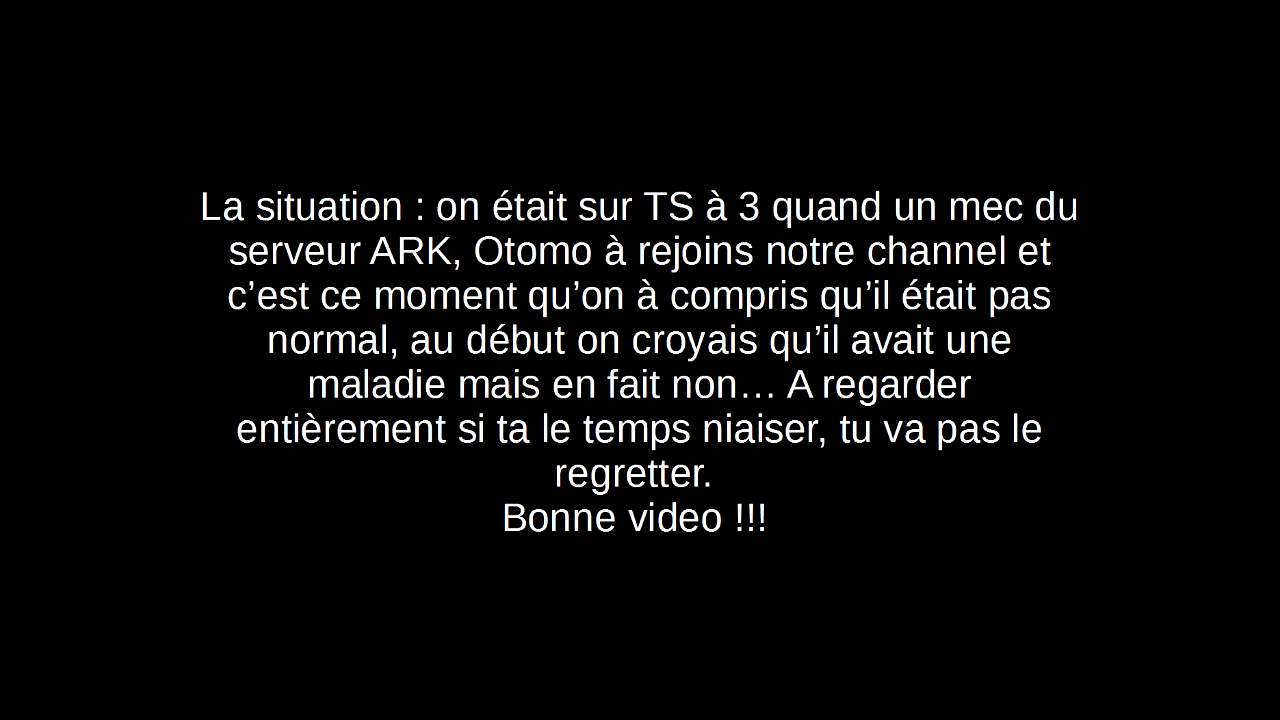 La situation : on était sur TS à 3 quand un mec du
serveur ARK, Otomo à rejoins notre channel et
c’est ce moment qu’on à compris qu’il était pas
normal, au début on croyais qu’il avait une
maladie mais en fait non… A regarder
entièrement si ta le temps niaiser, tu va pas le
regretter.
Bonne video !!!